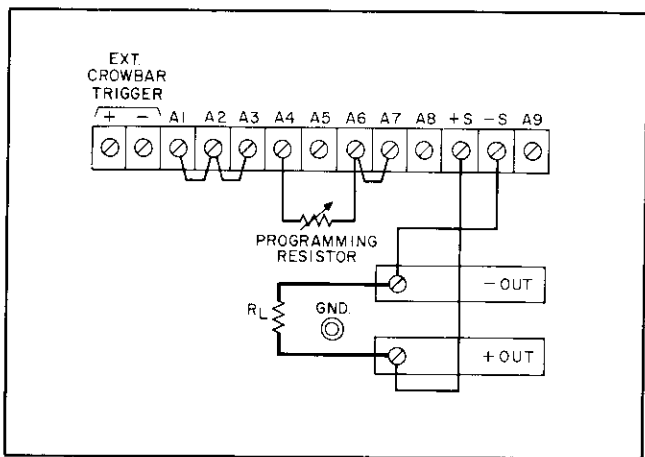 EXT.
CROWBAR
TRIGGER
+ - A1 A2 A3 A4 A5 A6 A7 A8 +S -S A9
PROGRAMMING
RESISTOR
- OUT
RL
GND.
+ OUT